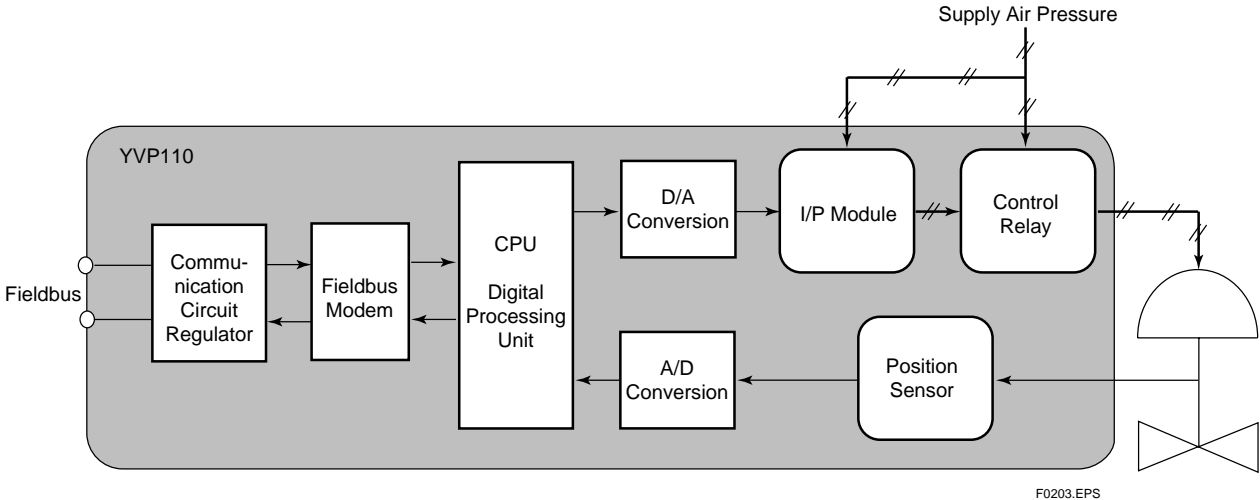 Supply Air Pressure
YVP110
Fieldbus
Commu-
nication
Circuit
Regulator
Fieldbus
Modem
CPU
Digital
Processing
Unit
D/A
Conversion
I/P Module
Control
Relay
A/D
Conversion
Position
Sensor
F0203.EPS